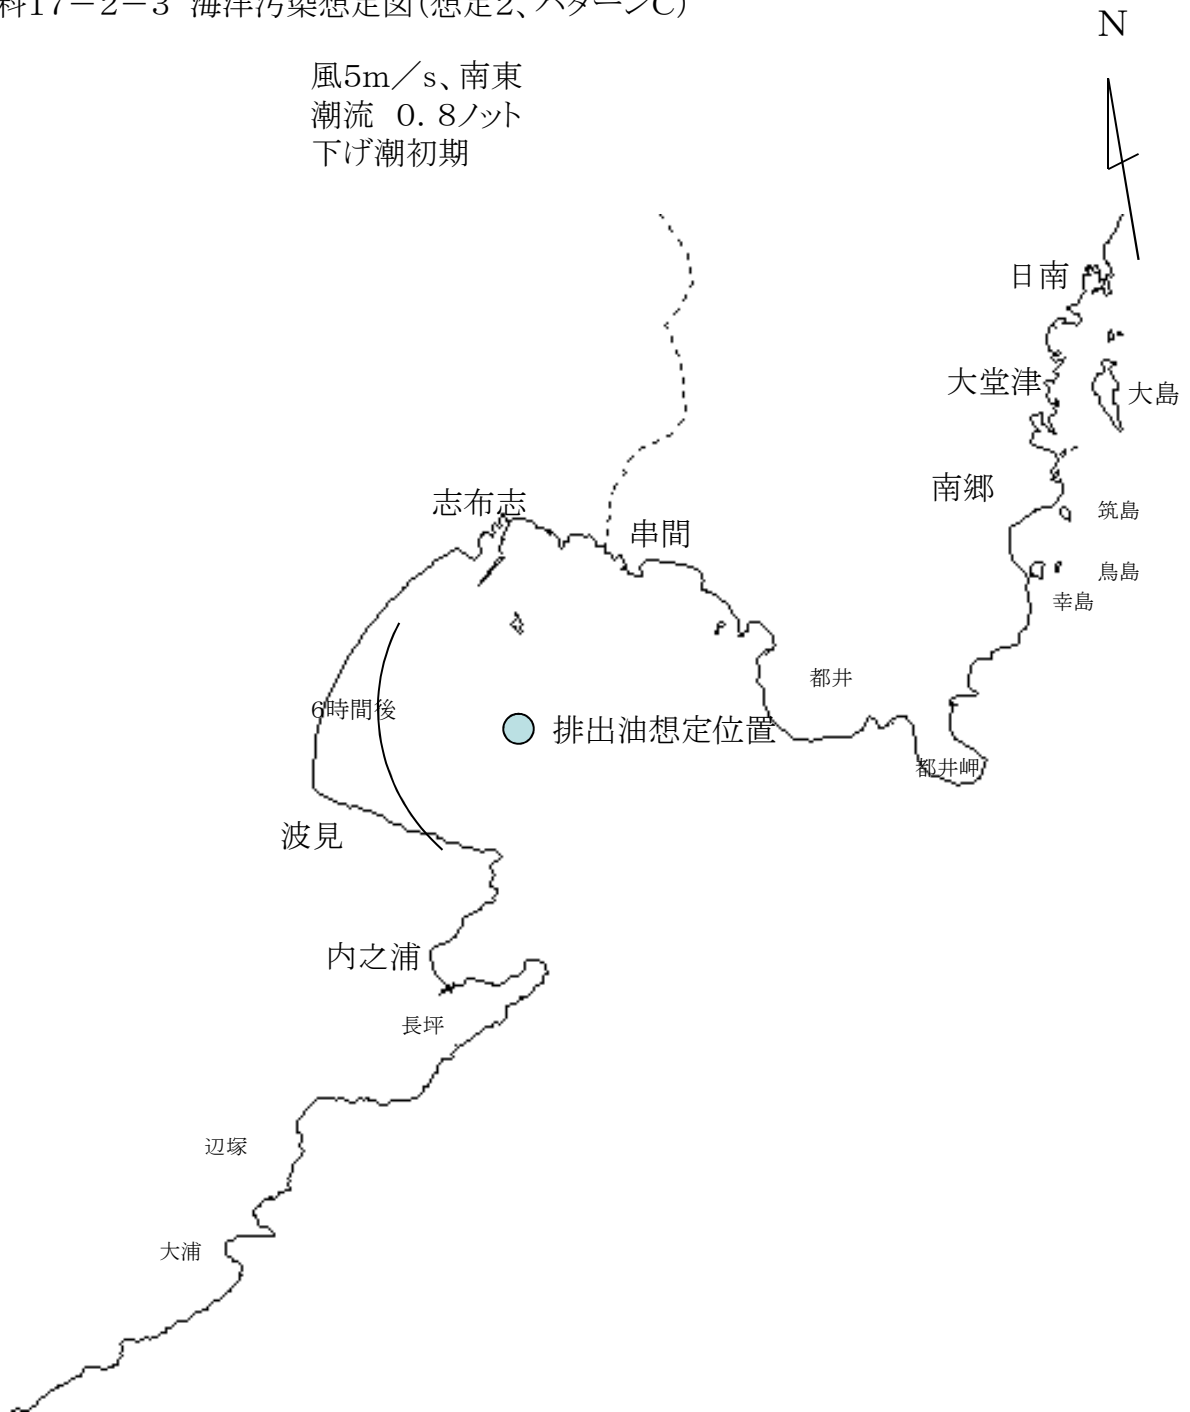 料17－2－3 海洋汚染想定図（想定2、パターンC）
N
風5m／s、南東
潮流　0．8ノット
下げ潮初期
日南
大堂津
大島
南郷
志布志
筑島
串間
鳥島
幸島
都井
6時間後
排出油想定位置
都井岬
波見
内之浦
長坪
辺塚
大浦